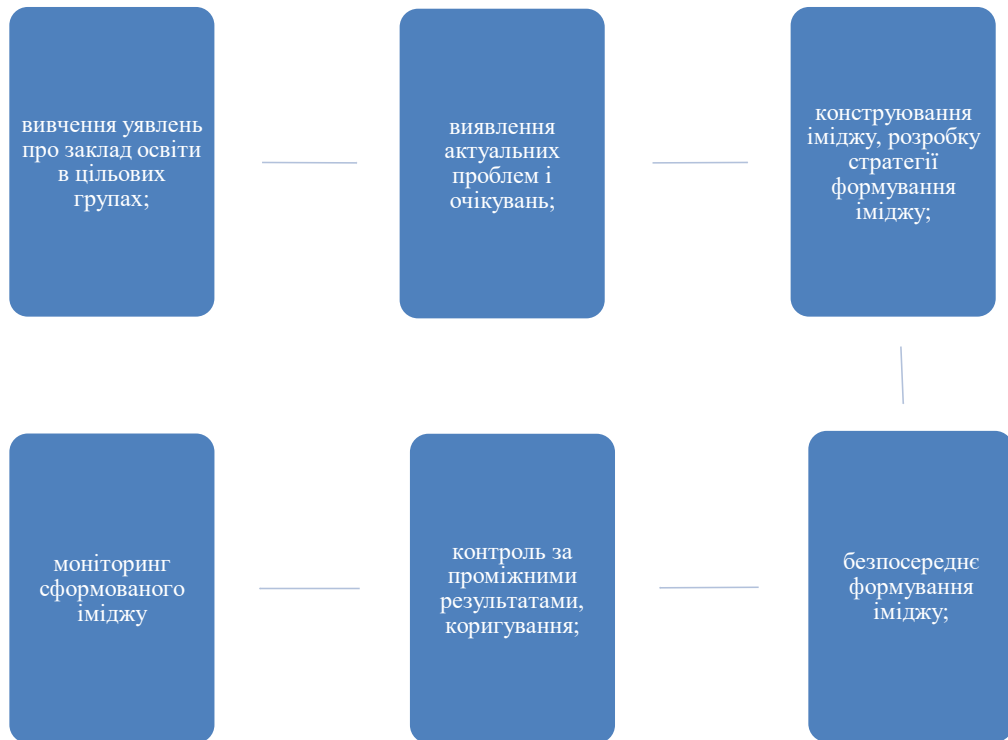 вивчення уявлень
про заклад освіти
в цільових
групах;
виявлення
актуальних
проблем і
очікувань;
конструювання
іміджу, розробку
стратегії
формування
іміджу;
безпосереднє
формування
іміджу;
контроль за
проміжними
результатами,
коригування;
моніторинг
сформованого
іміджу